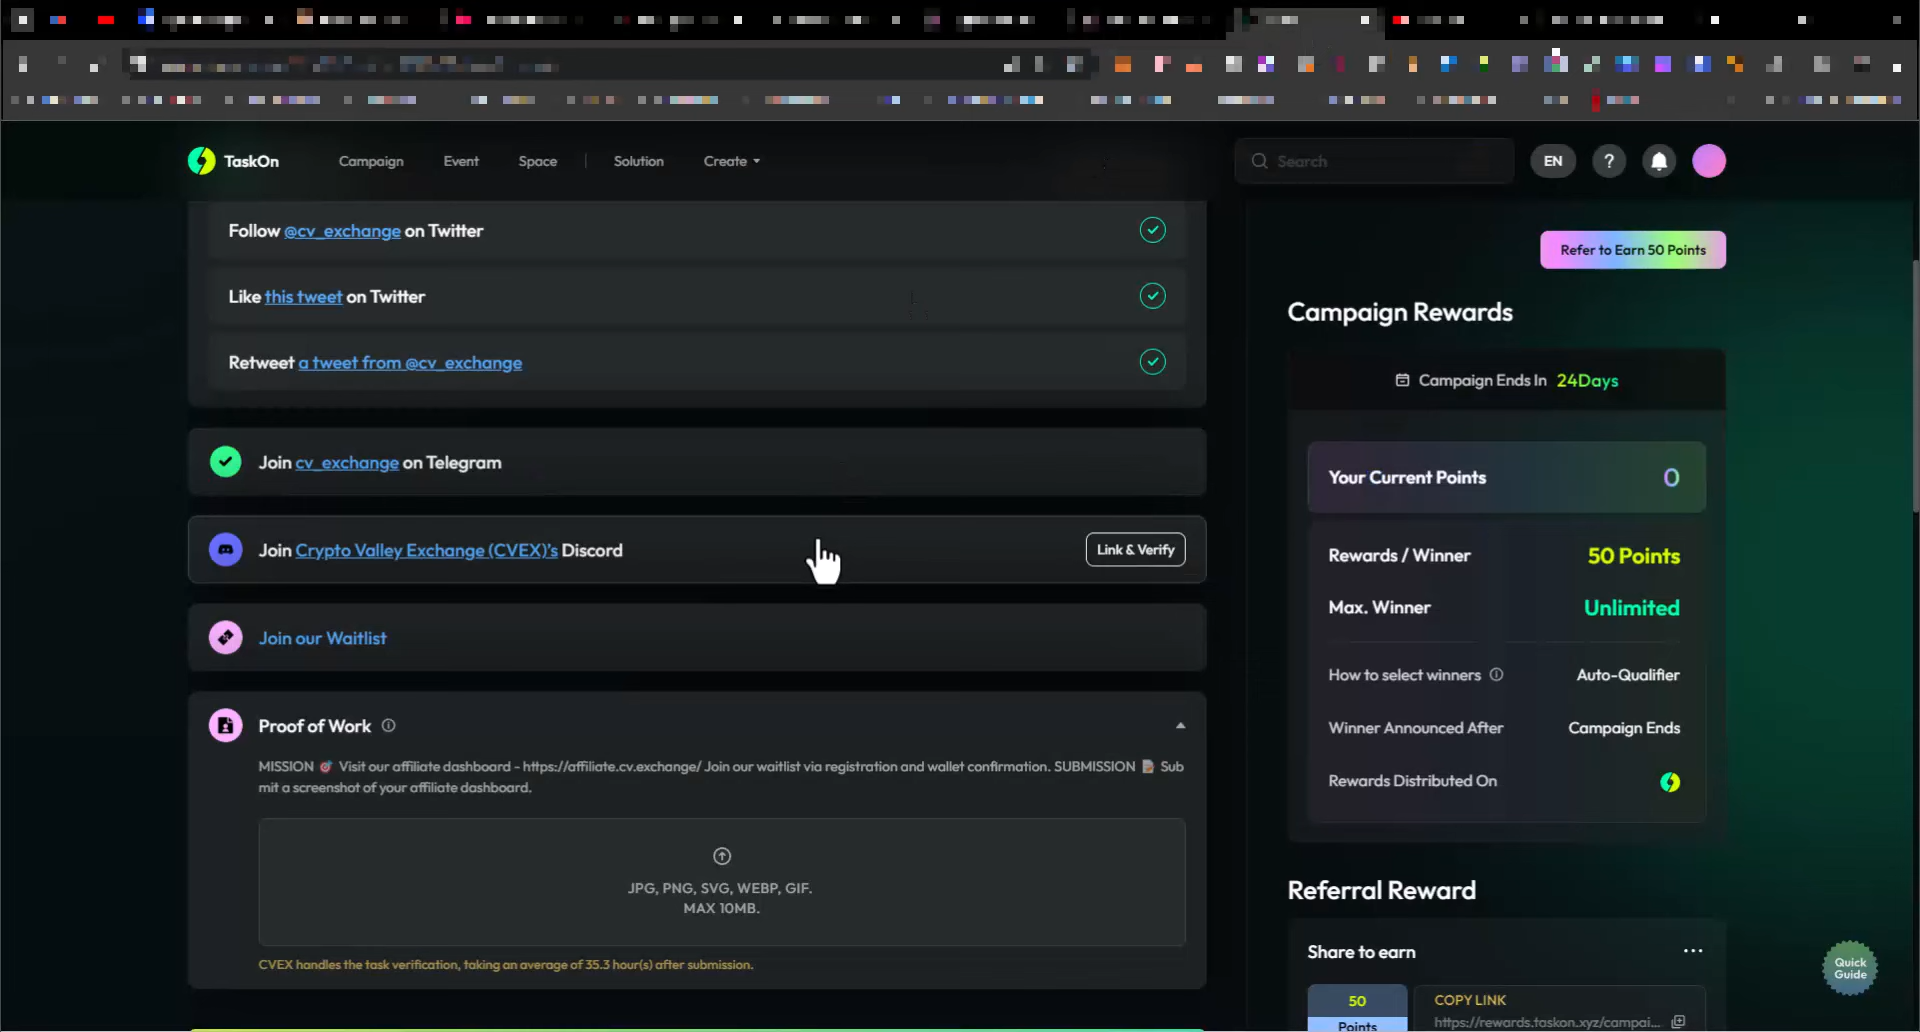 TaskOn
Campaign
Event
Space
Solution
Create
Search
EN
?
Follow @cv_exchange on Twitter
Like this tweet on Twitter
Retweet a tweet from @cv_exchange
Join cv_exchange on Telegram
Join Crypto Valley Exchange (CVEX)'s Discord
Link & Verify
Join our Waitlist
Proof of Work
MISSION 🎯 Visit our affiliate dashboard - https://affiliate.cv.exchange/ Join our waitlist via registration and wallet confirmation. SUBMISSION 📝 Sub
mit a screenshot of your affiliate dashboard.
JPG, PNG, SVG, WEBP, GIF.
MAX 10MB.
CVEX handles the task verification, taking an average of 35.3 hour(s) after submission.
Refer to Earn 50 Points
Campaign Rewards
Campaign Ends In 24Days
Your Current Points 0
Rewards / Winner 50 Points
Max. Winner Unlimited
How to select winners Auto-Qualifier
Winner Announced After Campaign Ends
Rewards Distributed On
Referral Reward
Share to earn
50
Points
COPY LINK
https://rewards.taskon.xyz/campai...
Quick
Guide